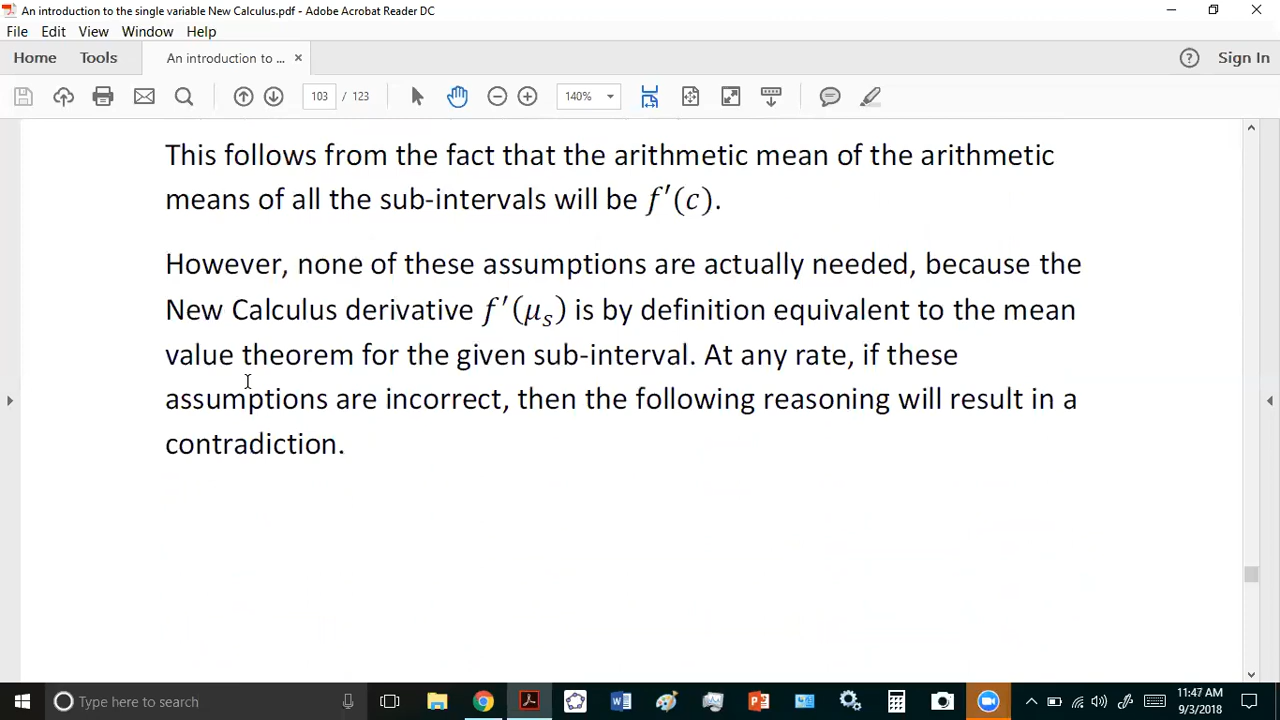 An introduction to the single variable New Calculus.pdf - Adobe Acrobat Reader DC
File Edit View Window Help
Home Tools An introduction to ... Sign In
103 / 123 140%
This follows from the fact that the arithmetic mean of the arithmetic
means of all the sub-intervals will be f′(c).
However, none of these assumptions are actually needed, because the
New Calculus derivative f′(μₛ) is by definition equivalent to the mean
value theorem for the given sub-interval. At any rate, if these
assumptions are incorrect, then the following reasoning will result in a
contradiction.
Type here to search
11:47 AM
9/3/2018